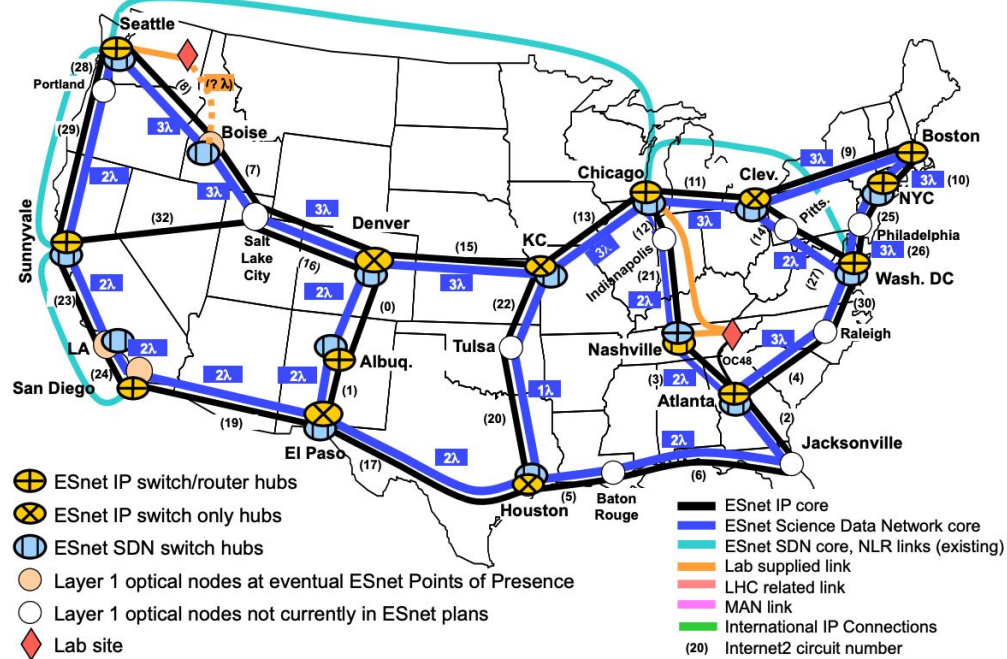 Seattle
(28)
Portland
(8)
(? λ)
(29)
3λ
Boise
(7)
2λ
3λ
(32)
3λ
Salt
Lake
City
(16)
Denver
(15)
3λ
KC
(13)
3λ
Chicago
(11)
Clev.
3λ
(9)
Boston
3λ
(10)
NYC
Pitts.
(14)
(25)
Philadelphia
3λ
(26)
2λ
(27)
Wash. DC
(12)
Indianapolis
(21)
2λ
(30)
Raleigh
3λ
Sunnyvale
(23)
2λ
LA
2λ
(24)
San Diego
2λ
(19)
2λ
(0)
Albuq.
2λ
(1)
El Paso
(17)
2λ
(22)
Tulsa
1λ
(20)
Houston
(5)
Baton
Rouge
Nashville
OC48
(3)
2λ
Atlanta
(4)
(2)
2λ
(6)
Jacksonville
ESnet IP switch/router hubs
ESnet IP switch only hubs
ESnet SDN switch hubs
Layer 1 optical nodes at eventual ESnet Points of Presence
Layer 1 optical nodes not currently in ESnet plans
Lab site
ESnet IP core
ESnet Science Data Network core
ESnet SDN core, NLR links (existing)
Lab supplied link
LHC related link
MAN link
International IP Connections
(20) Internet2 circuit number